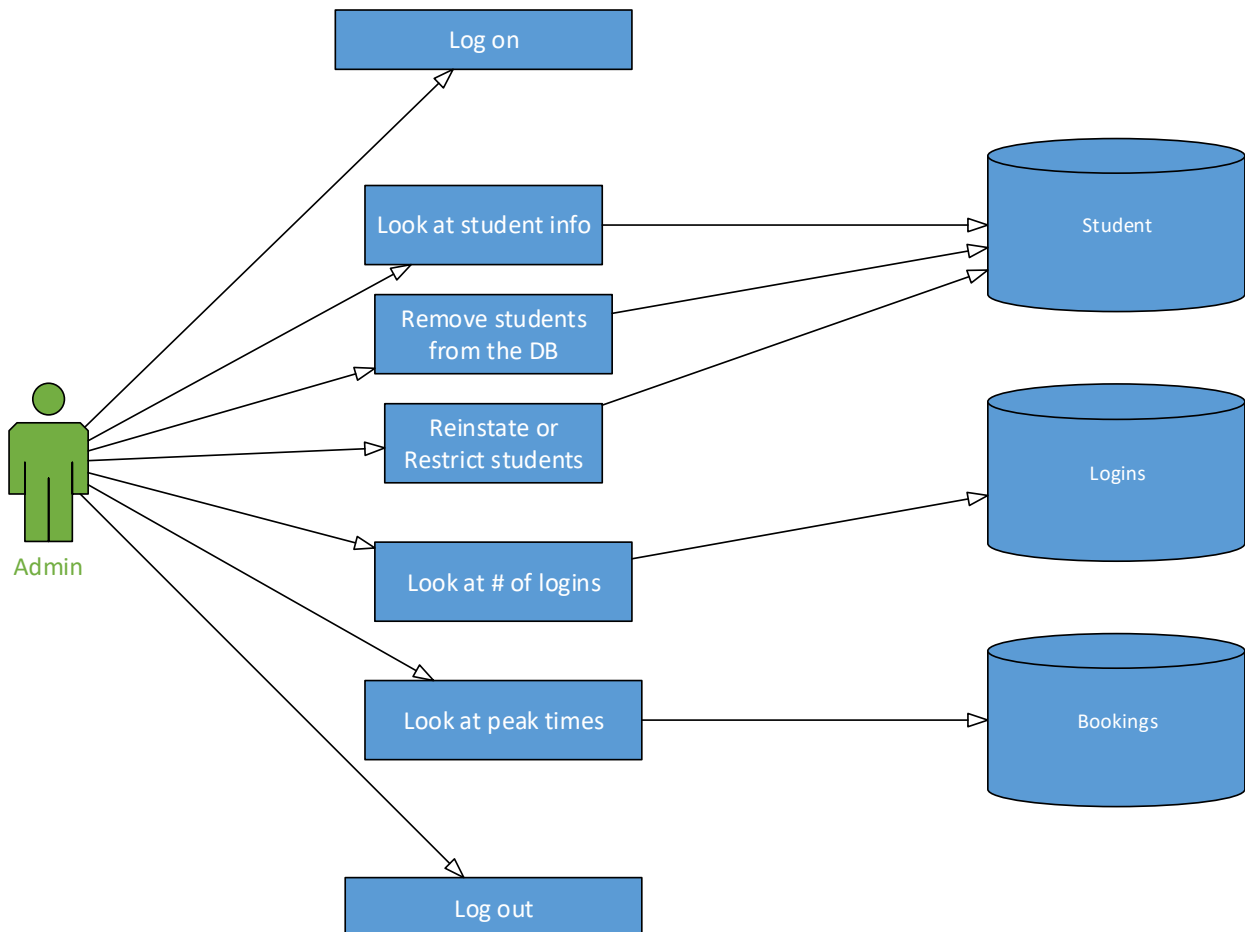 Log on
Look at student info
Student
Remove students
from the DB
Reinstate or
Restrict students
Logins
Admin
Look at # of logins
Look at peak times
Bookings
Log out